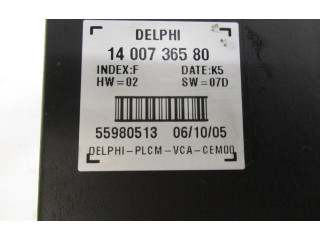 DELPHI
14 007 365 80
INDEX:F DATE:K5
HW=02 SW=07D
55980513 06/10/05
DELPHI-PLCM-VCA-CEM00